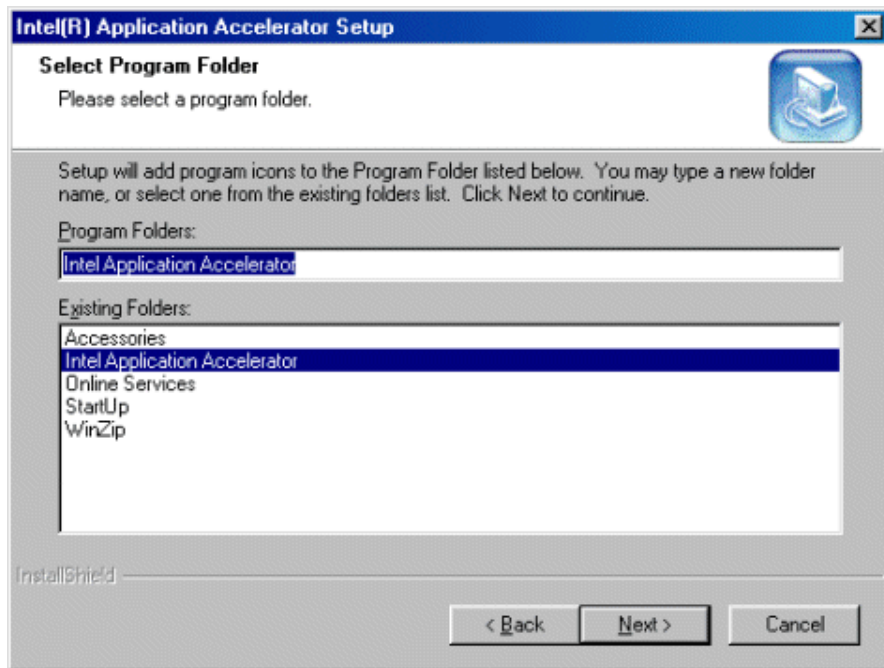 Intel(R) Application Accelerator Setup
Select Program Folder
Please select a program folder.
Setup will add program icons to the Program Folder listed below. You may type a new folder
name, or select one from the existing folders list. Click Next to continue.
Program Folders:
Intel Application Accelerator
Existing Folders:
Accessories
Intel Application Accelerator
Online Services
StartUp
WinZip
InstallShield
< Back Next > Cancel